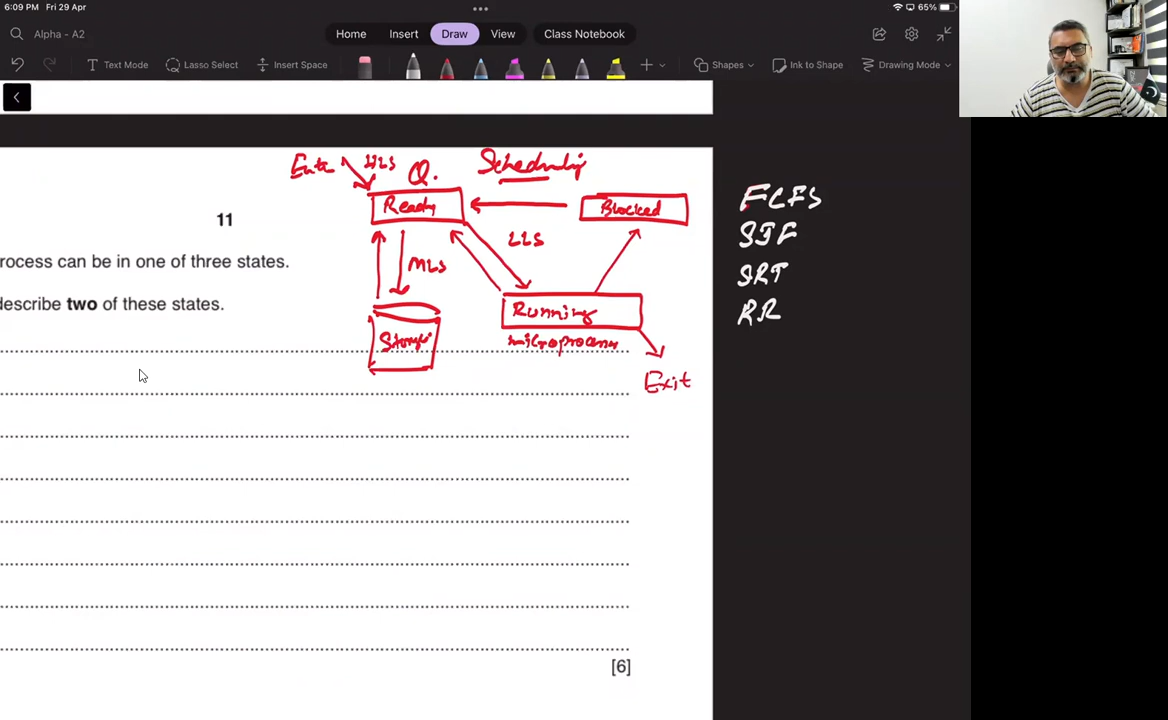 6:09 PM Fri 29 Apr
65%
Alpha - A2
Home Insert Draw View Class Notebook
Text Mode Lasso Select Insert Space Shapes Ink to Shape Drawing Mode
Scheduling
HLS Q.
Ready Blocked
FCFS
11
LLS
SJF
rocess can be in one of three states.
MLS
SRT
describe two of these states.
Running
RR
microprocessor
Exit
[6]